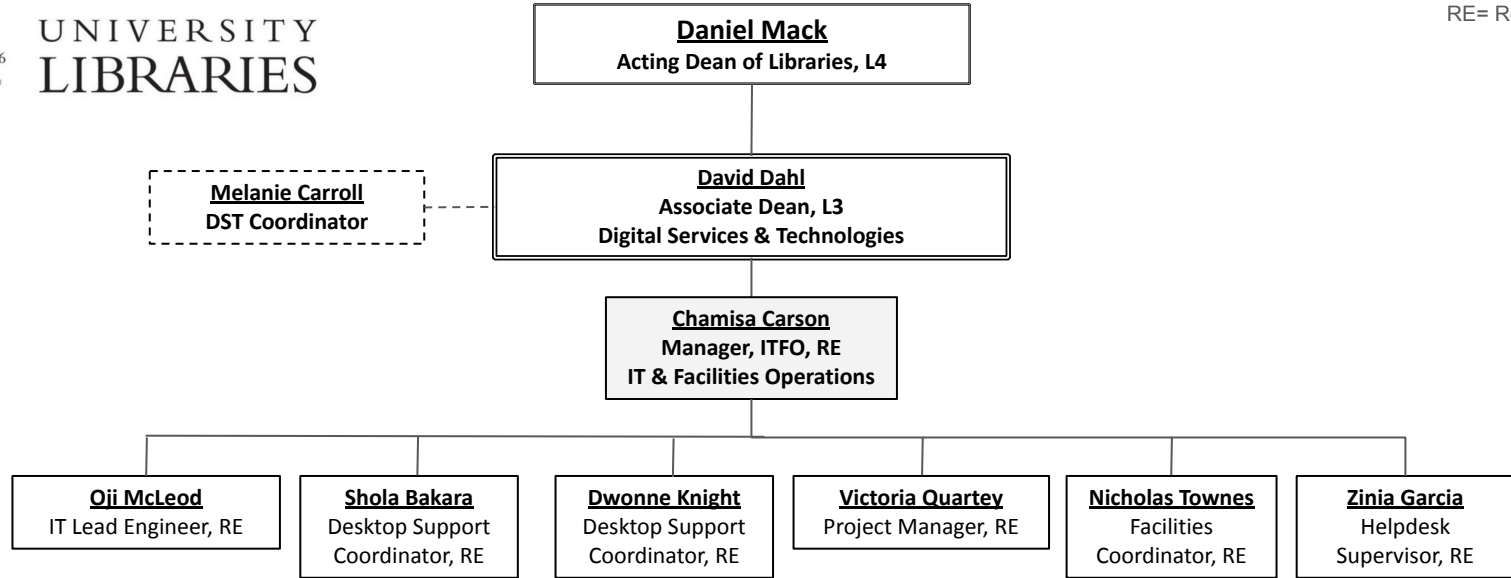 UNIVERSITY
LIBRARIES
RE=
Daniel Mack
Acting Dean of Libraries, L4
Melanie Carroll
DST Coordinator
David Dahl
Associate Dean, L3
Digital Services & Technologies
Chamisa Carson
Manager, ITFO, RE
IT & Facilities Operations
Oji McLeod
IT Lead Engineer, RE
Shola Bakara
Desktop Support
Coordinator, RE
Dwonne Knight
Desktop Support
Coordinator, RE
Victoria Quartey
Project Manager, RE
Nicholas Townes
Facilities
Coordinator, RE
Zinia Garcia
Helpdesk
Supervisor, RE